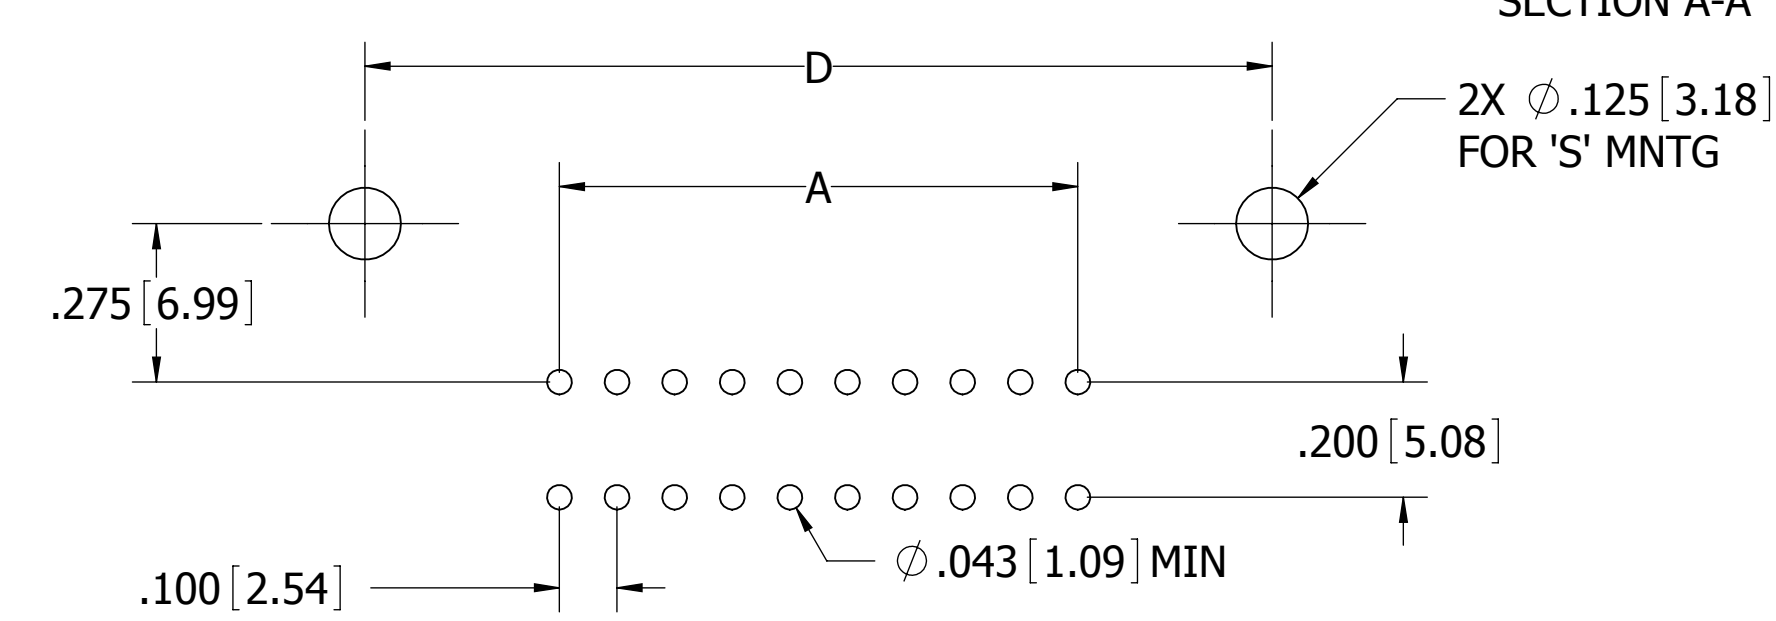 SECTION A-A
D
2X ∅.125[3.18]
FOR 'S' MNTG
A
.275[6.99]
.200[5.08]
∅.043[1.09]MIN
.100[2.54]